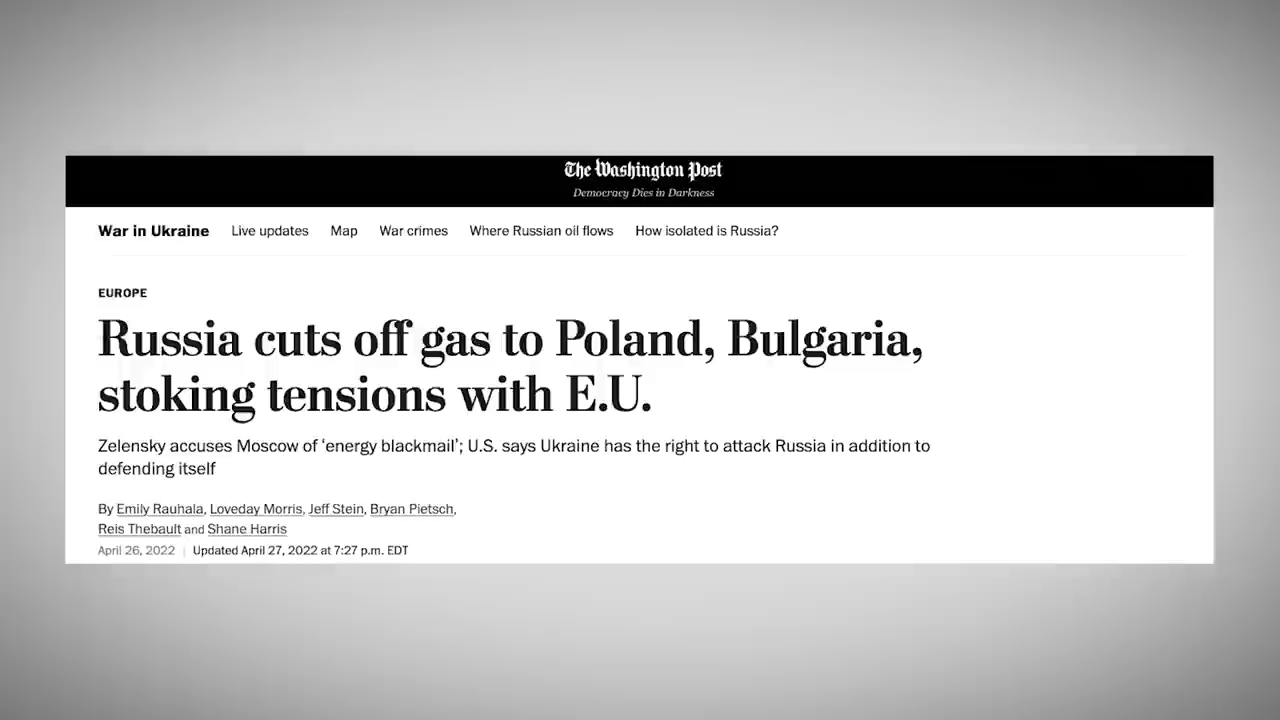 The Washington Post
Democracy Dies in Darkness
War in Ukraine Live updates Map War crimes Where Russian oil flows How isolated is Russia?
EUROPE
Russia cuts off gas to Poland, Bulgaria,
stoking tensions with E.U.
Zelensky accuses Moscow of ‘energy blackmail’; U.S. says Ukraine has the right to attack Russia in addition to
defending itself
By Emily Rauhala, Loveday Morris, Jeff Stein, Bryan Pietsch,
Reis Thebault and Shane Harris
April 26, 2022 | Updated April 27, 2022 at 7:27 p.m. EDT